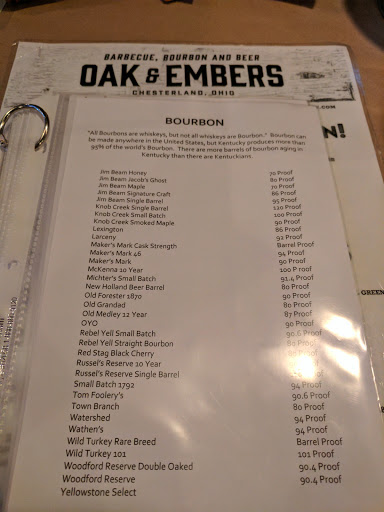 BARBECUE, BOURBON AND BEER
OAK & EMBERS
CHESTERLAND, OHIO
BOURBON
"All Bourbons are whiskeys, but not all whiskeys are Bourbon." Bourbon can
be made anywhere in the United States, but Kentucky produces more than
95% of the world's Bourbon. There are more barrels of bourbon aging in
Kentucky than there are Kentuckians.
Jim Beam Honey 70 Proof
Jim Beam Jacob's Ghost 80 Proof
Jim Beam Maple 70 Proof
Jim Beam Signature Craft 86 Proof
Jim Beam Single Barrel 95 Proof
Knob Creek Single Barrel 120 Proof
Knob Creek Small Batch 100 Proof
Knob Creek Smoked Maple 90 Proof
Lexington 86 Proof
Larceny 92 Proof
Maker's Mark Cask Strength Barrel Proof
Maker's Mark 46 94 Proof
Maker's Mark 90 Proof
McKenna 10 Year 100 Proof
Michter's Small Batch 91.4 Proof
New Holland Beer Barrel 80 Proof
Old Forester 1870 90 Proof
Old Grandad 80 Proof
Old Medley 12 Year 87 Proof
OYO 90 Proof
Rebel Yell Small Batch 90.6 Proof
Rebel Yell Straight Bourbon 80 Proof
Red Stag Black Cherry Proof
Russel's Reserve 10 Year
Russel's Reserve Single Barrel
Small Batch 1792 94 Proof
Tom Foolery's 90.6 Proof
Town Branch 80 Proof
Watershed 94 Proof
Wathen's 94 Proof
Wild Turkey Rare Breed Barrel Proof
Wild Turkey 101 101 Proof
Woodford Reserve Double Oaked 90.4 Proof
Woodford Reserve 90.4 Proof
Yellowstone Select
.COM
N!
GREEN